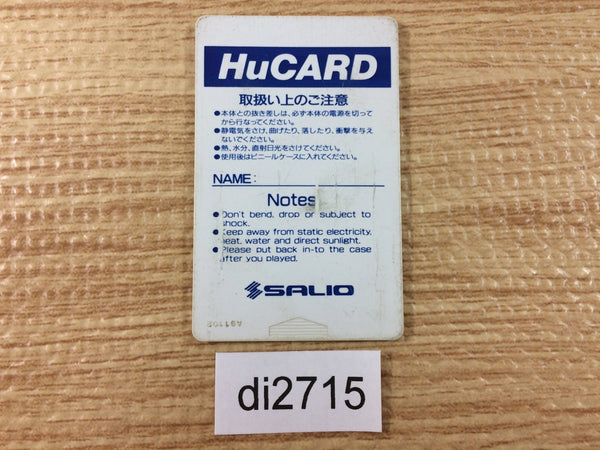 HuCARD
取扱い上のご注意
●本体との抜き差しは、必ず本体の電源を切って
から行なってください。
●静電気をさけ、曲げたり、落したり、衝撃を与え
ないでください。
●熱、水分、直射日光をさけてください。
●使用後はビニールケースに入れてください。
NAME:
Notes
●Don't bend, drop or subject to
shock.
●Keep away from static electricity,
heat, water and direct sunlight.
●Please put back in-to the case
after you played.
SALIO
di2715